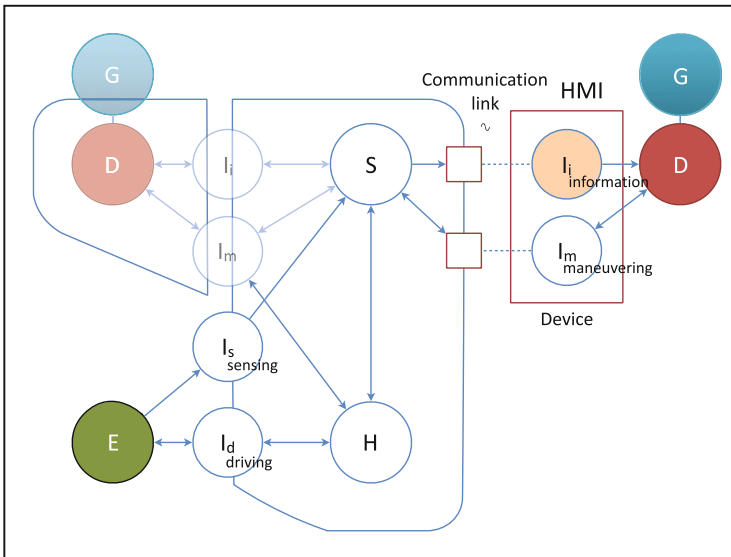 G
Communication
link
∿
HMI
G
D
Ii
S
Ii
information
D
Im
Im
maneuvering
Device
Is
sensing
E
Id
driving
H